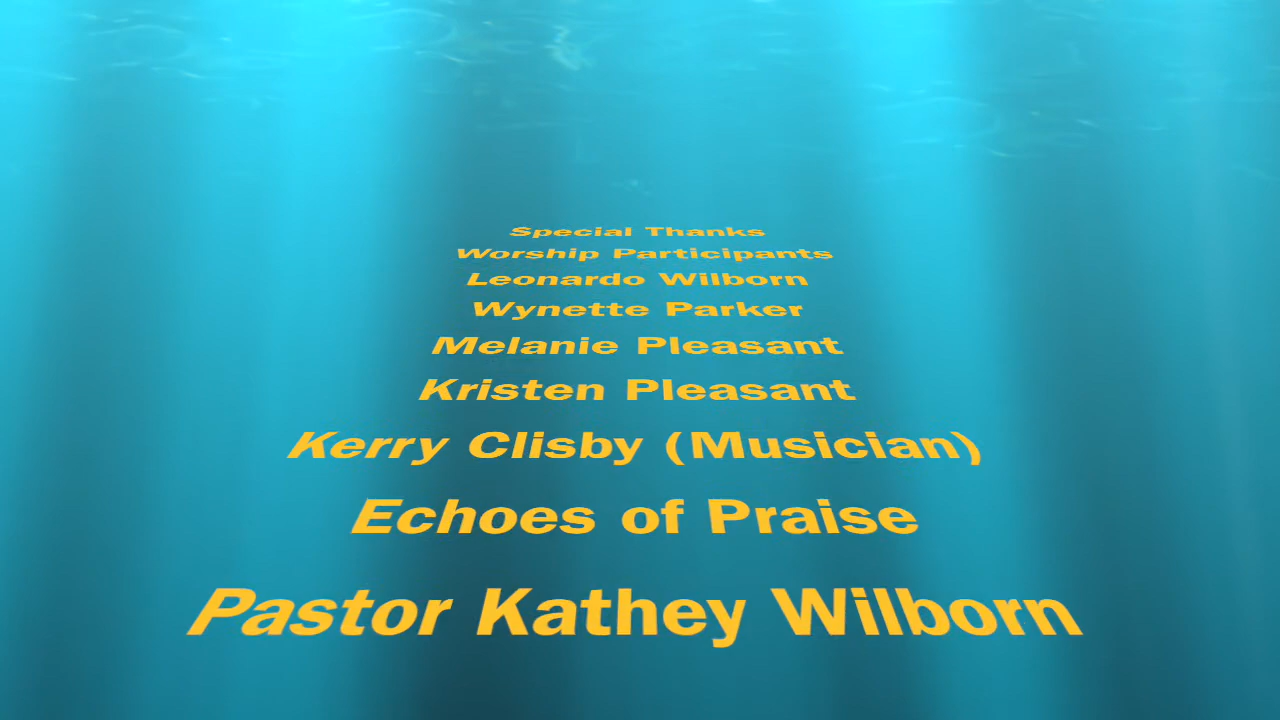 Special Thanks
Worship Participants
Leonardo Wilborn
Wynette Parker
Melanie Pleasant
Kristen Pleasant
Kerry Clisby (Musician)
Echoes of Praise
Pastor Kathey Wilborn